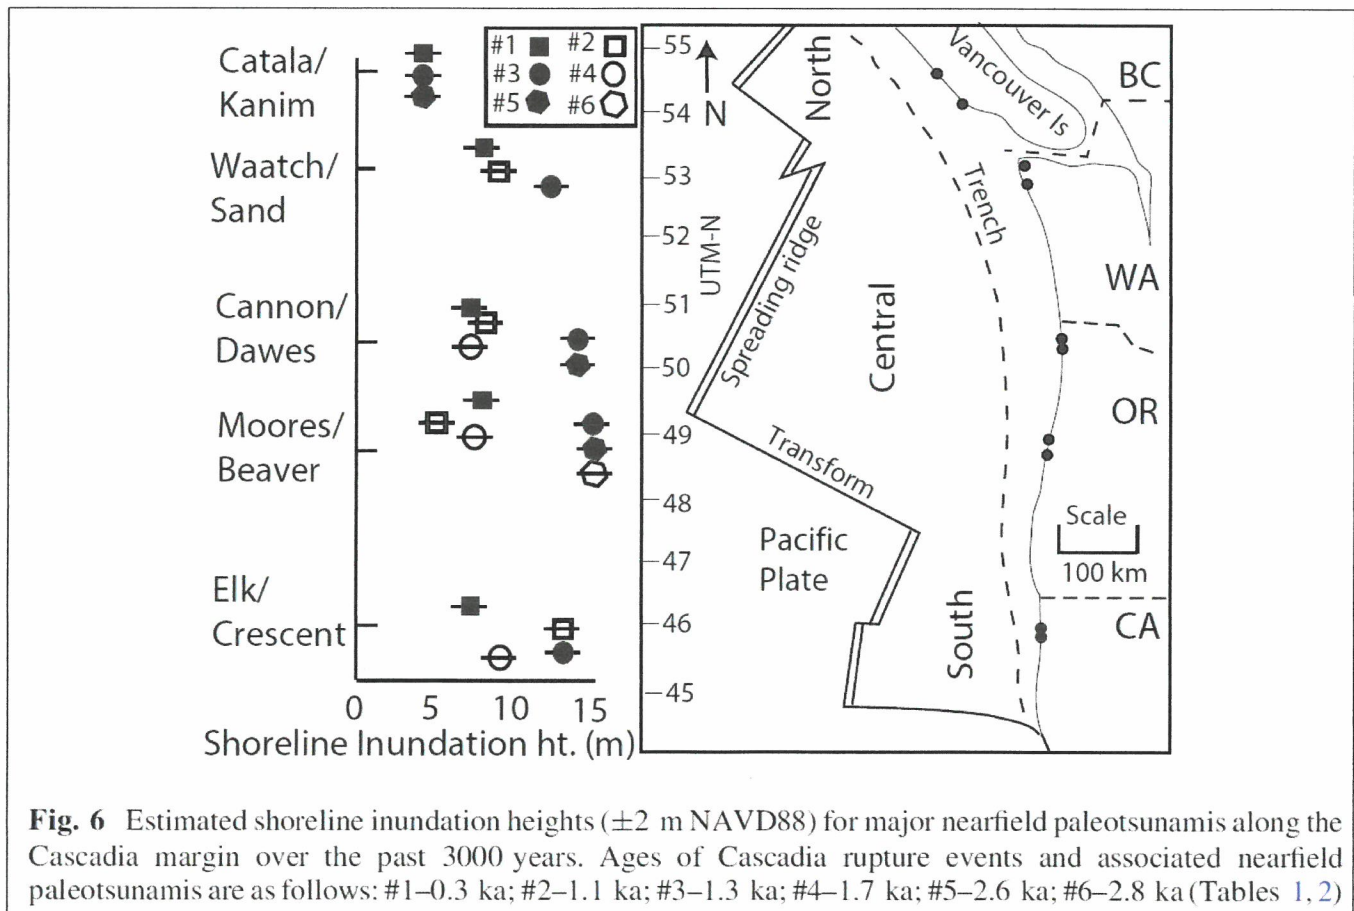 Catala/
Kanim
Waatch/
Sand
Cannon/
Dawes
Moores/
Beaver
Elk/
Crescent
0 5 10 15
Shoreline Inundation ht. (m)
#1 #2
#3 #4
#5 #6
55
54
53
52
51
50
49
48
47
46
45
UTM-N
N
North
Vancouver Is
BC
Trench
Spreading ridge
Central
WA
OR
Transform
Pacific
Plate
South
Scale
100 km
CA
Fig. 6 Estimated shoreline inundation heights (±2 m NAVD88) for major nearfield paleotsunamis along the
Cascadia margin over the past 3000 years. Ages of Cascadia rupture events and associated nearfield
paleotsunamis are as follows: #1–0.3 ka; #2–1.1 ka; #3–1.3 ka; #4–1.7 ka; #5–2.6 ka; #6–2.8 ka (Tables 1, 2)